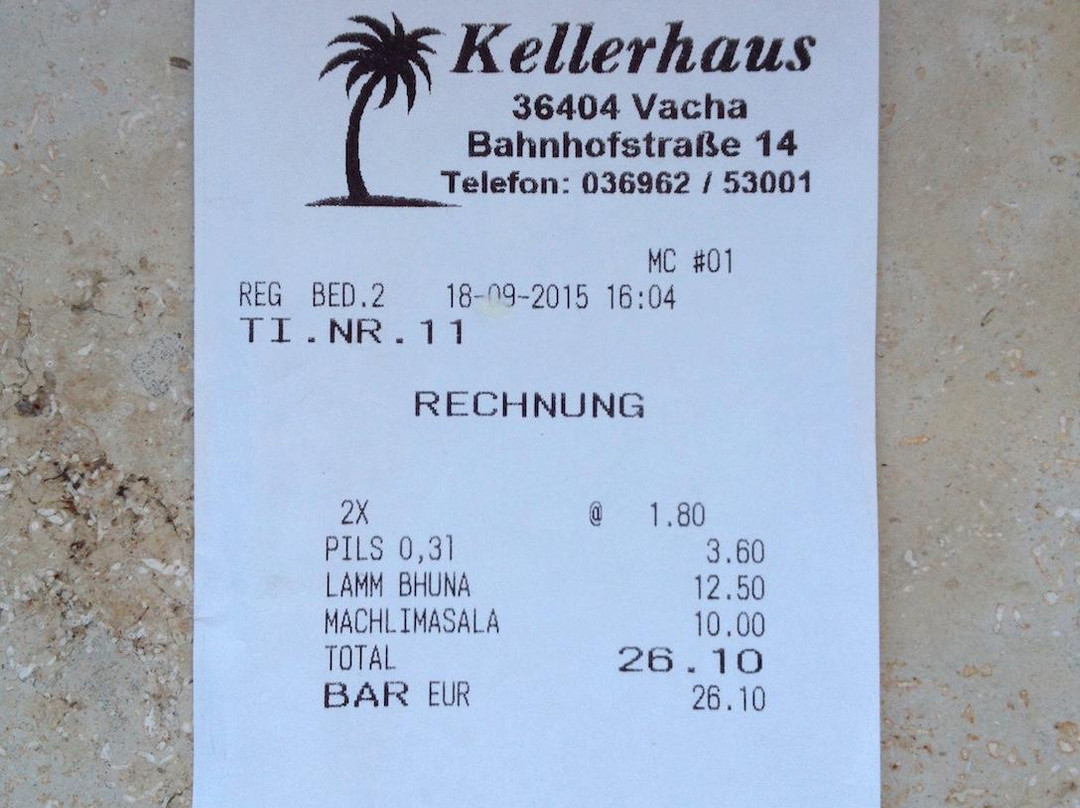 Kellerhaus
36404 Vacha
Bahnhofstraße 14
Telefon: 036962 / 53001
MC #01
REG BED.2 18-09-2015 16:04
TI.NR.11
RECHNUNG
2X @ 1.80
PILS 0,3l 3.60
LAMM BHUNA 12.50
MACHLIMASALA 10.00
TOTAL 26.10
BAR EUR 26.10